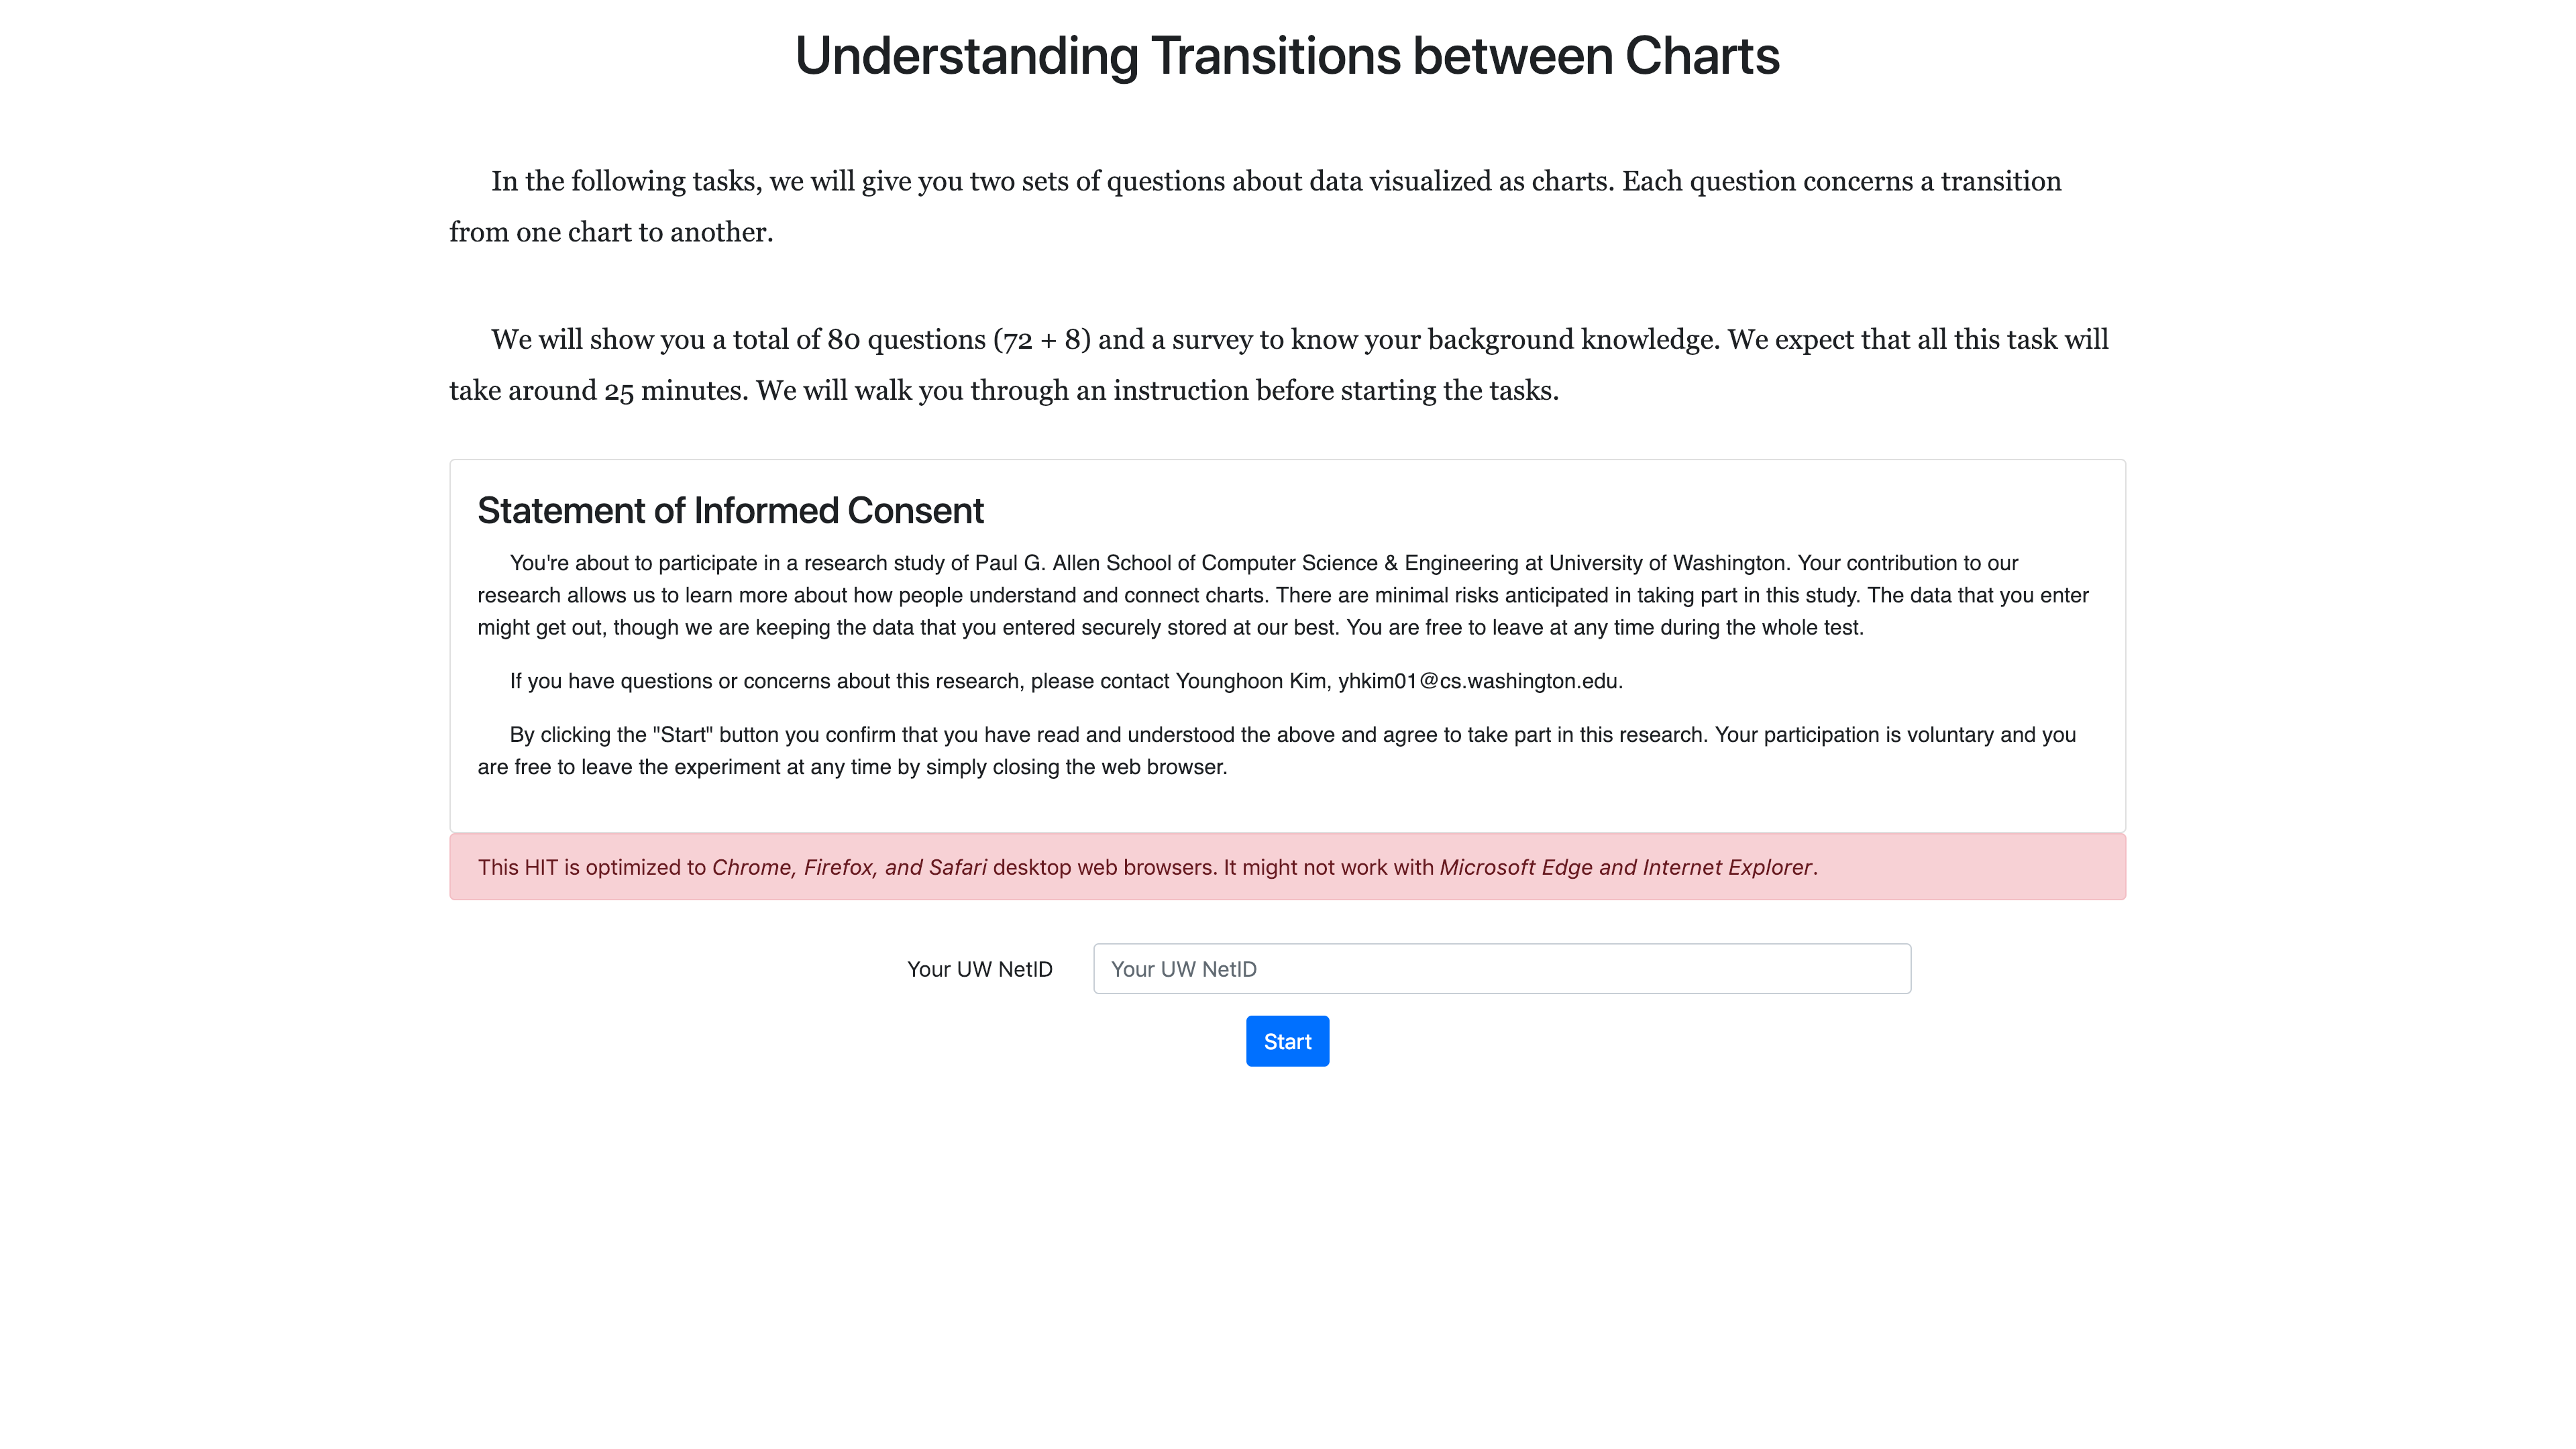 Understanding Transitions between Charts
In the following tasks, we will give you two sets of questions about data visualized as charts. Each question concerns a transition
from one chart to another.
We will show you a total of 80 questions (72 + 8) and a survey to know your background knowledge. We expect that all this task will
take around 25 minutes. We will walk you through an instruction before starting the tasks.
Statement of Informed Consent
You're about to participate in a research study of Paul G. Allen School of Computer Science & Engineering at University of Washington. Your contribution to our
research allows us to learn more about how people understand and connect charts. There are minimal risks anticipated in taking part in this study. The data that you enter
might get out, though we are keeping the data that you entered securely stored at our best. You are free to leave at any time during the whole test.
If you have questions or concerns about this research, please contact Younghoon Kim, yhkim01@cs.washington.edu.
By clicking the "Start" button you confirm that you have read and understood the above and agree to take part in this research. Your participation is voluntary and you
are free to leave the experiment at any time by simply closing the web browser.
This HIT is optimized to Chrome, Firefox, and Safari desktop web browsers. It might not work with Microsoft Edge and Internet Explorer.
Your UW NetID
Your UW NetID
Start